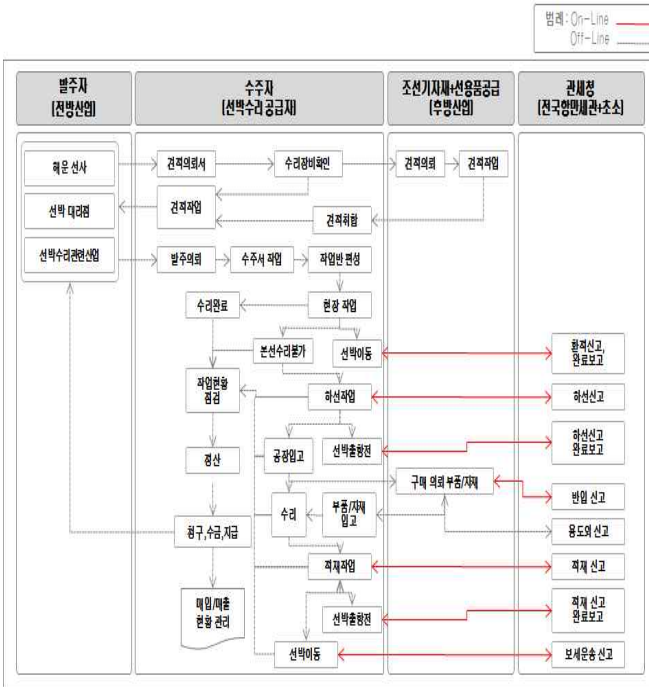 범례 : On-Line
Off-Line
발주자
[전방산업]
수주자
[선박수리 공급자]
조선기자재+선용품공급
[후방산업]
관세청
[전국항만세관+초소]
해운 선사
견적의뢰서
수리장비확인
견적의뢰
견적작업
선박 대리점
견적작업
견적취합
선박수리관련산업
발주의뢰
수주서 작업
작업반 편성
수리완료
현장 작업
본선수리불가
선박이동
환적신고,
완료보고
작업현황
점검
하선작업
하선신고
정산
공장입고
선박출항전
하선신고
완료보고
구매 의뢰 부품/자재
반입 신고
수리
부품/자재
입고
용도외 신고
청구,수금,지급
적재작업
적재 신고
매입/매출
현황 관리
선박출항전
적재 신고
완료보고
선박이동
보세운송 신고